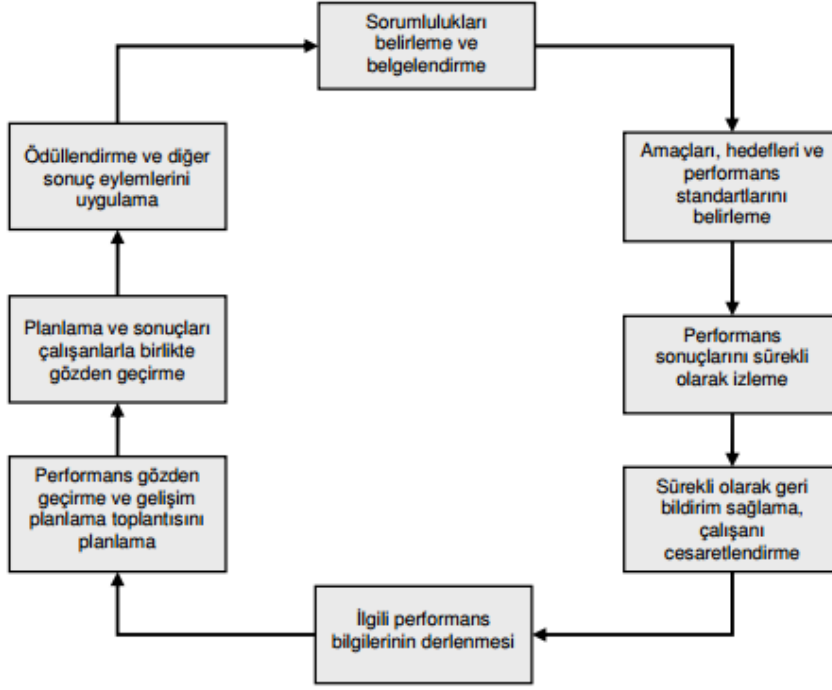 Sorumlulukları
belirleme ve
belgelendirme
Amaçları, hedefleri ve
performans
standartlarını
belirleme
Performans
sonuçlarını sürekli
olarak izleme
Sürekli olarak geri
bildirim sağlama,
çalışanı
cesaretlendirme
İlgili performans
bilgilerinin derlenmesi
Performans gözden
geçirme ve gelişim
planlama toplantısını
planlama
Planlama ve sonuçları
çalışanlarla birlikte
gözden geçirme
Ödüllendirme ve diğer
sonuç eylemlerini
uygulama